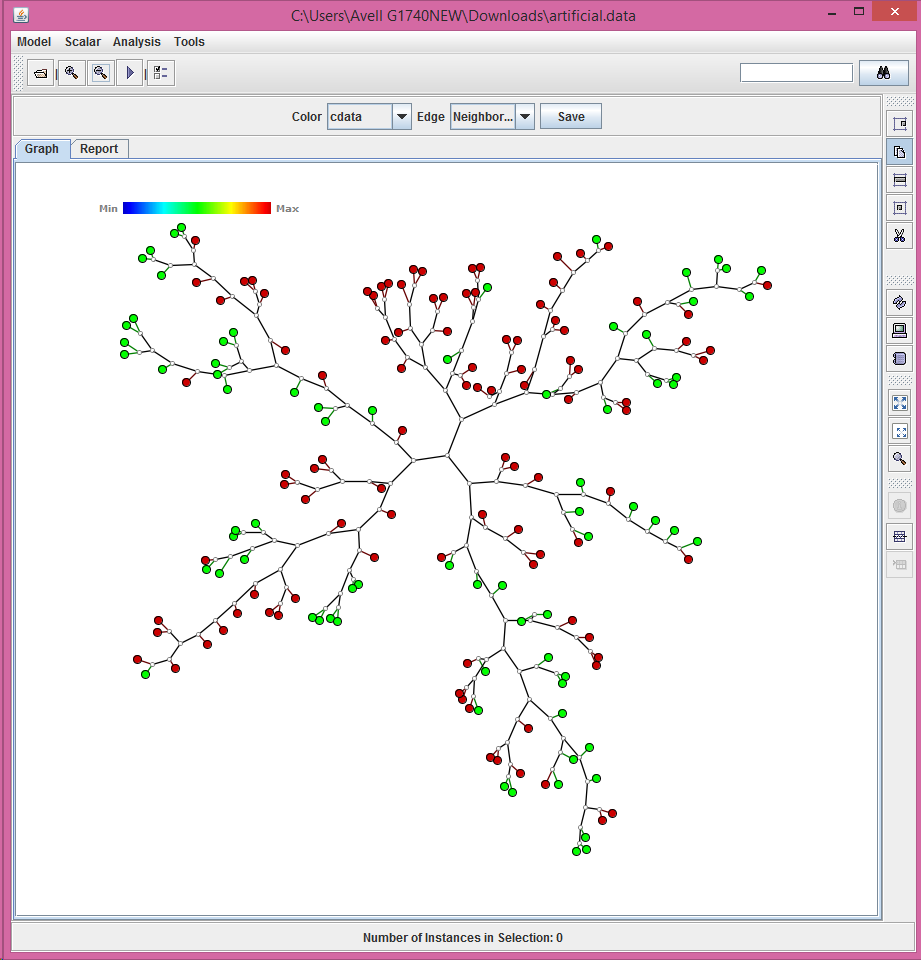 C:\Users\Avell G1740NEW\Downloads\artificial.data
Model Scalar Analysis Tools
Color cdata Edge Neighbor... Save
Graph Report
Min Max
Number of Instances in Selection: 0